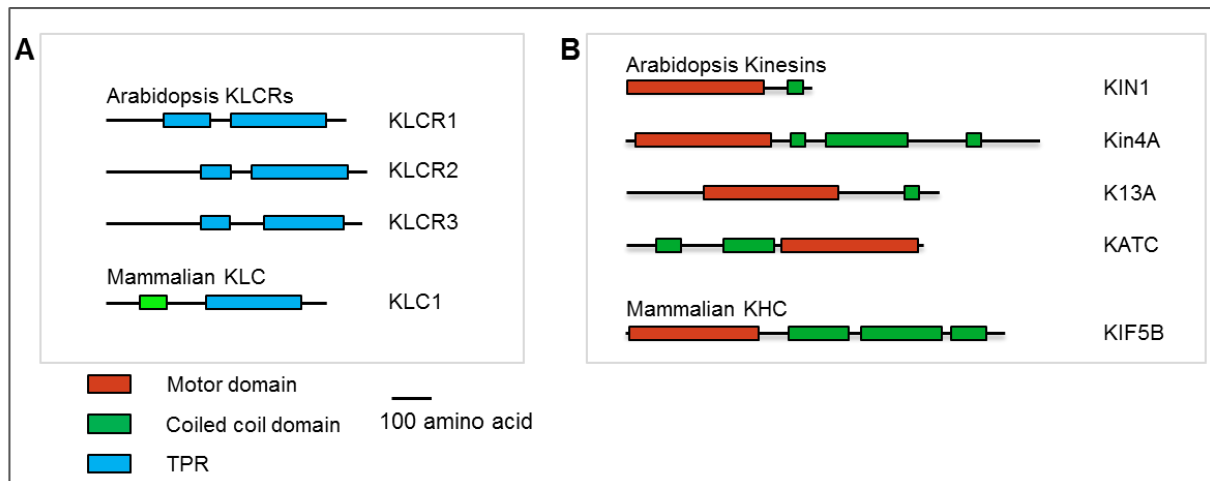 A
Arabidopsis KLCRs
KLCR1
KLCR2
KLCR3
Mammalian KLC
KLC1
B
Arabidopsis Kinesins
KIN1
Kin4A
K13A
KATC
Mammalian KHC
KIF5B
Motor domain
Coiled coil domain
TPR
100 amino acid